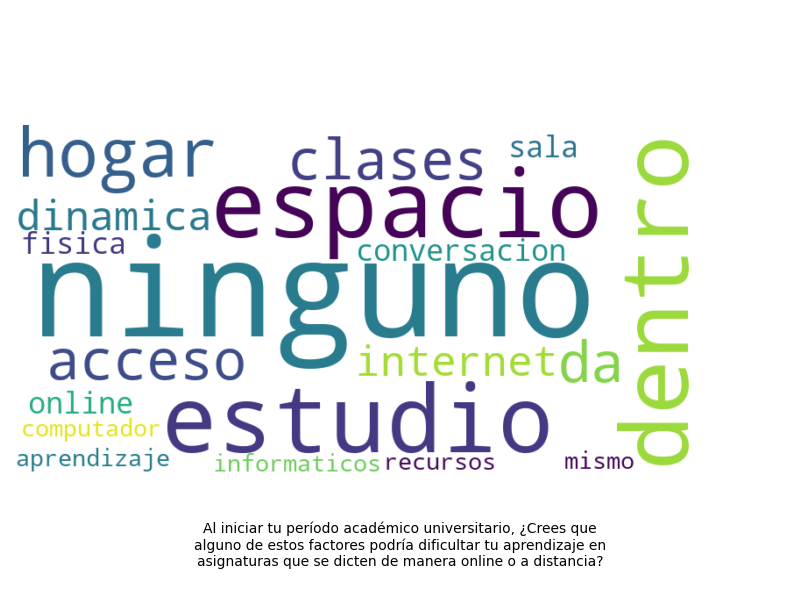 hogar
clases
sala
dentro
dinamica
espacio
fisica
conversacion
ninguno
acceso
internet
da
online
estudio
computador
aprendizaje
informaticos
recursos
mismo
Al iniciar tu período académico universitario, ¿Crees que
alguno de estos factores podría dificultar tu aprendizaje en
asignaturas que se dicten de manera online o a distancia?